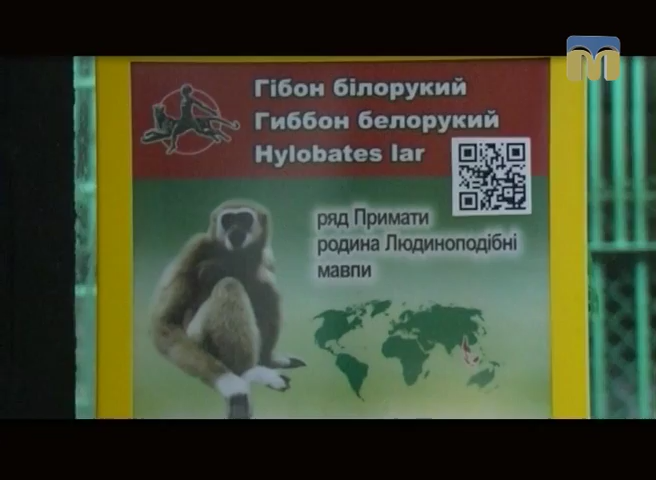 Гібон білорукий
Гиббон белорукий
Hylobates lar
ряд Примати
родина Людиноподібні
мавпи